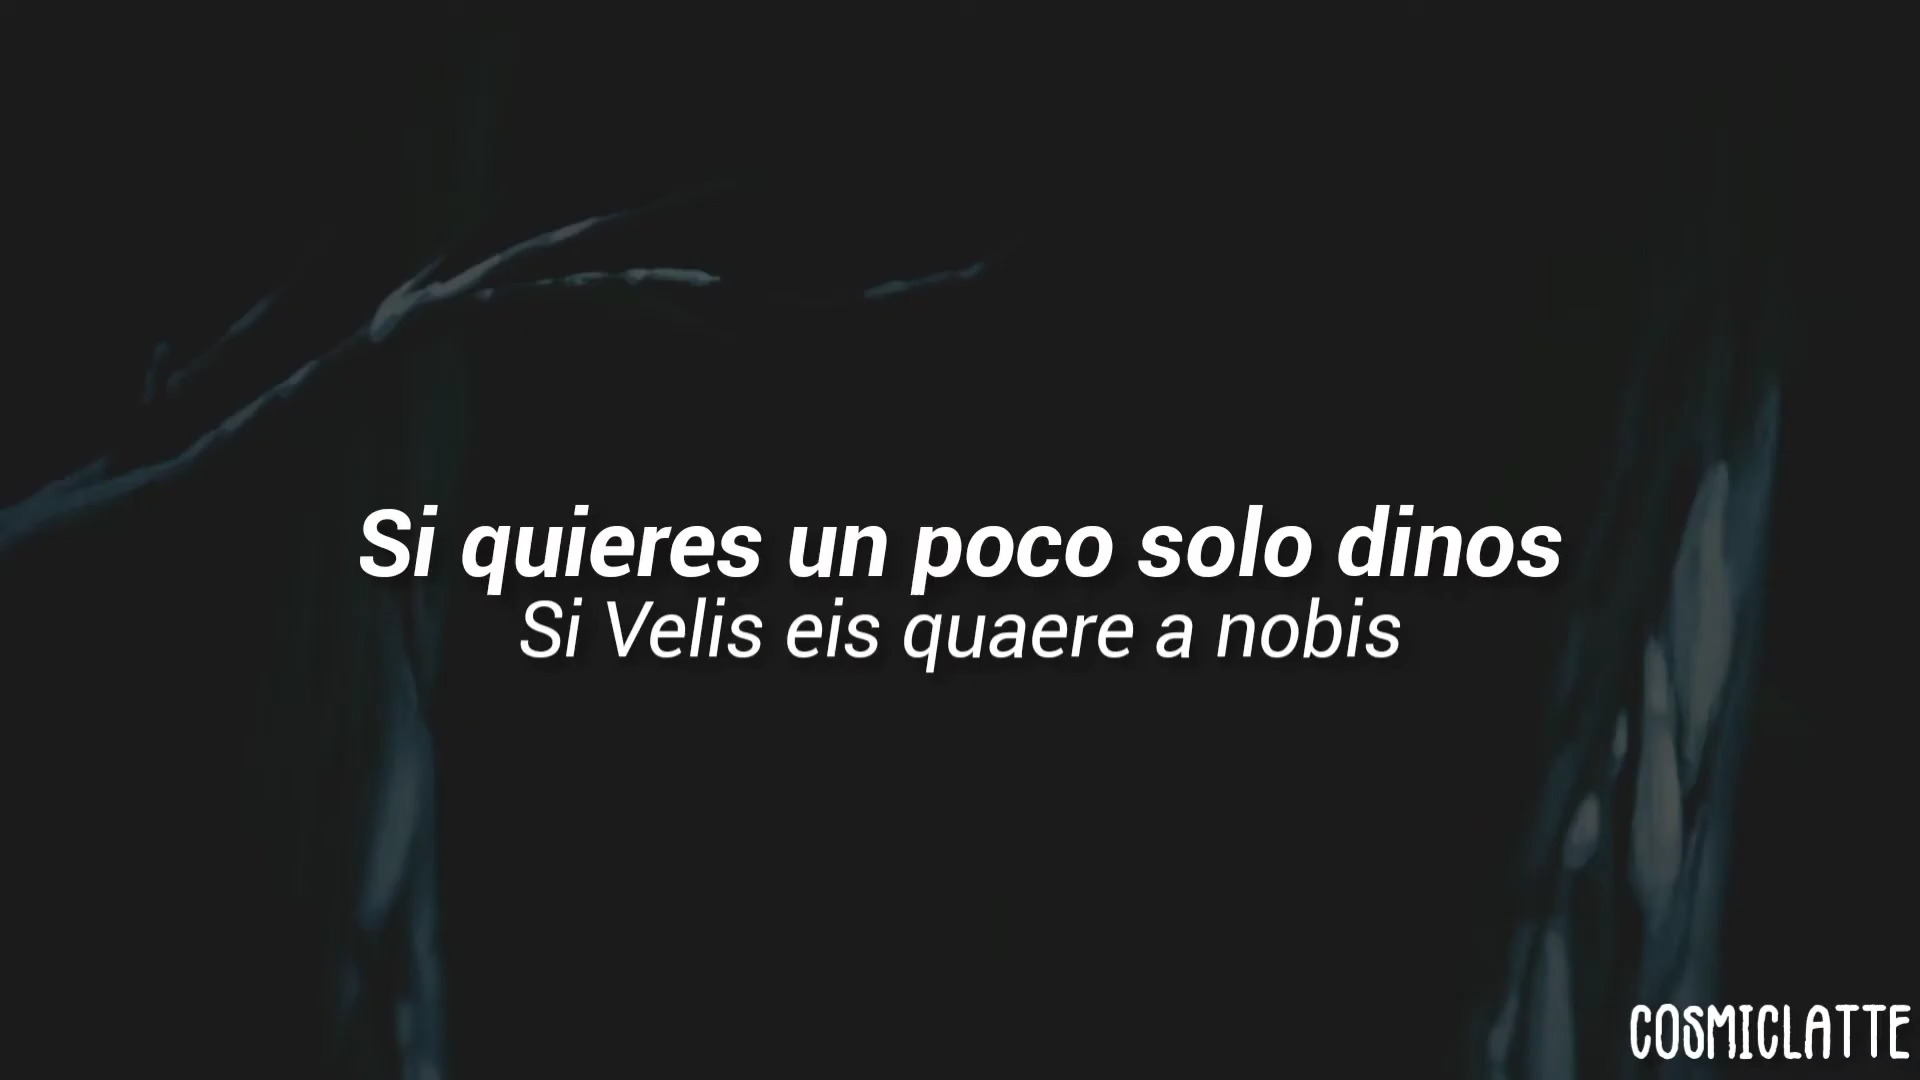 Si quieres un poco solo dinos
Si Velis eis quaere a nobis
COSMICLATTE